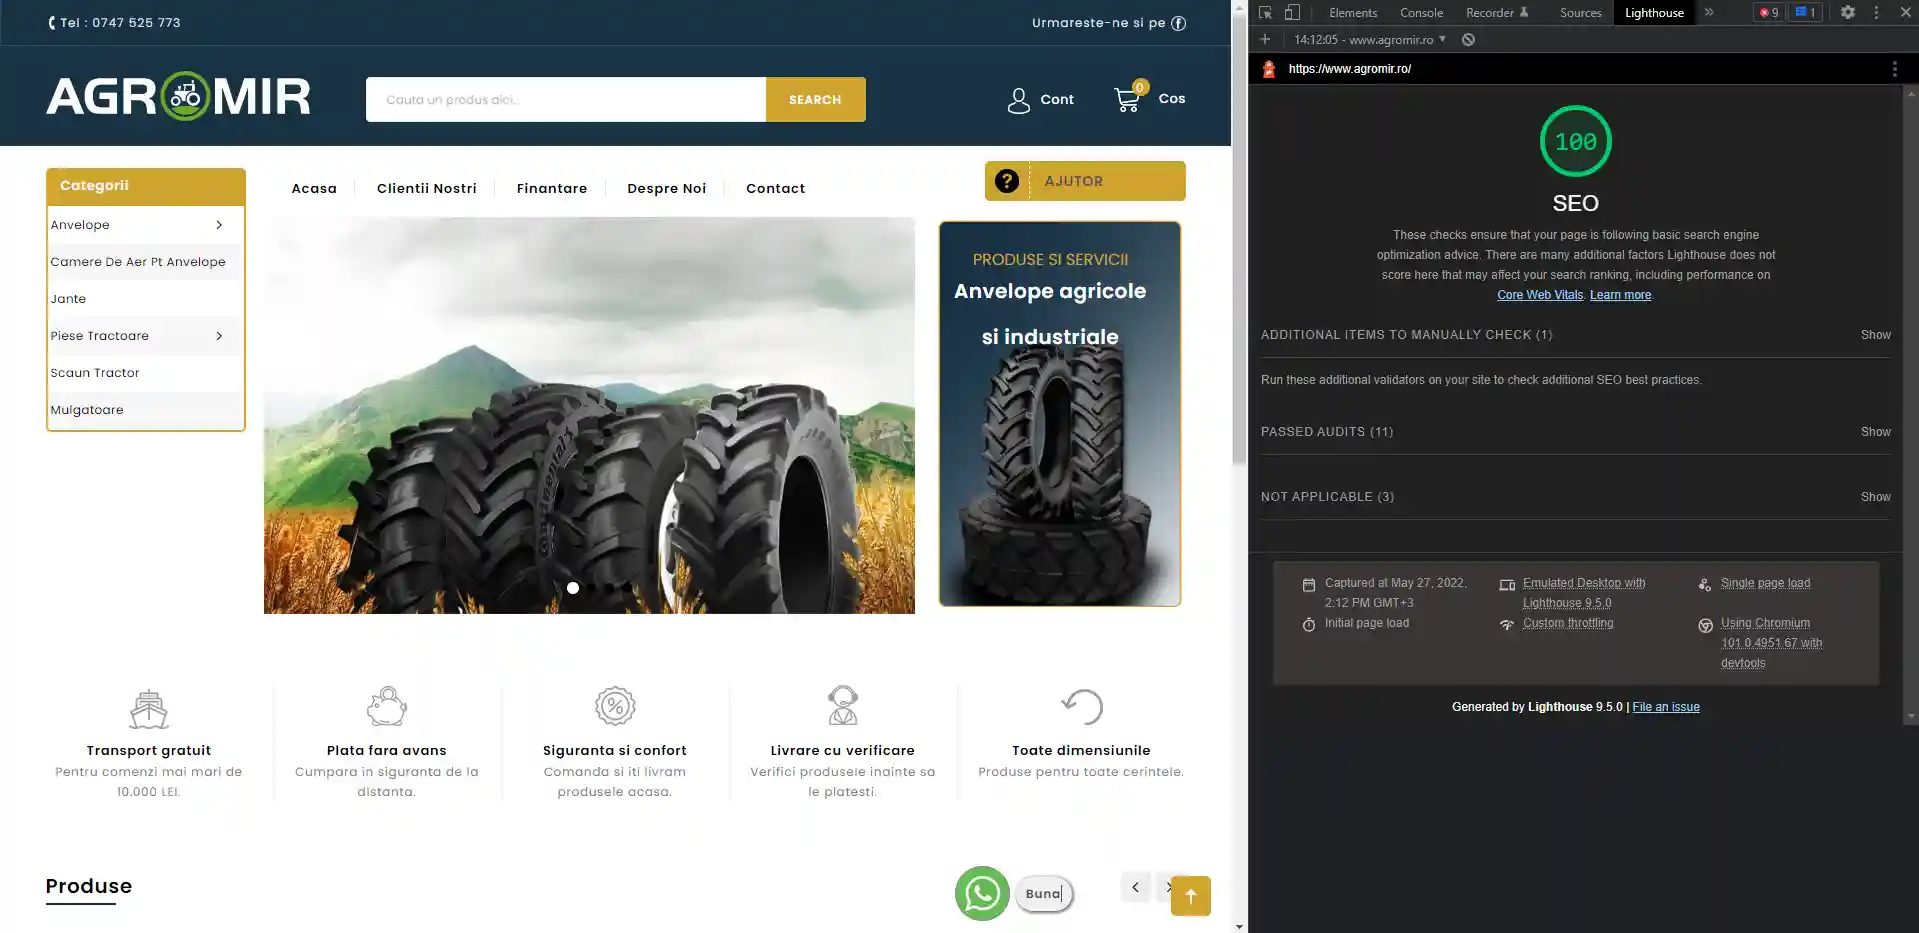 Tel : 0747 525 773
Urmareste-ne si pe
AGROMIR
Cauta un produs aici...
SEARCH
Cont
0
Cos
Categorii
Anvelope
Camere De Aer Pt Anvelope
Jante
Piese Tractoare
Scaun Tractor
Mulgatoare
Acasa
Clientii Nostri
Finantare
Despre Noi
Contact
? AJUTOR
Continental
PRODUSE SI SERVICII
Anvelope agricole
si industriale
Transport gratuit
Pentru comenzi mai mari de
10.000 LEI.
Plata fara avans
Cumpara in siguranta de la
distanta.
Siguranta si confort
Comanda si iti livram
produsele acasa.
Livrare cu verificare
Verifici produsele inainte sa
le platesti.
Toate dimensiunile
Produse pentru toate cerintele.
Produse
Buna
Elements
Console
Recorder
Sources
Lighthouse
9
1
14:12:05 - www.agromir.ro
https://www.agromir.ro/
100
SEO
These checks ensure that your page is following basic search engine
optimization advice. There are many additional factors Lighthouse does not
score here that may affect your search ranking, including performance on
Core Web Vitals. Learn more.
ADDITIONAL ITEMS TO MANUALLY CHECK (1)
Show
Run these additional validators on your site to check additional SEO best practices.
PASSED AUDITS (11)
Show
NOT APPLICABLE (3)
Show
Captured at May 27, 2022,
2:12 PM GMT+3
Initial page load
Emulated Desktop with
Lighthouse 9.5.0
Custom throttling
Single page load
Using Chromium
101.0.4951.67 with
devtools
Generated by Lighthouse 9.5.0 | File an issue